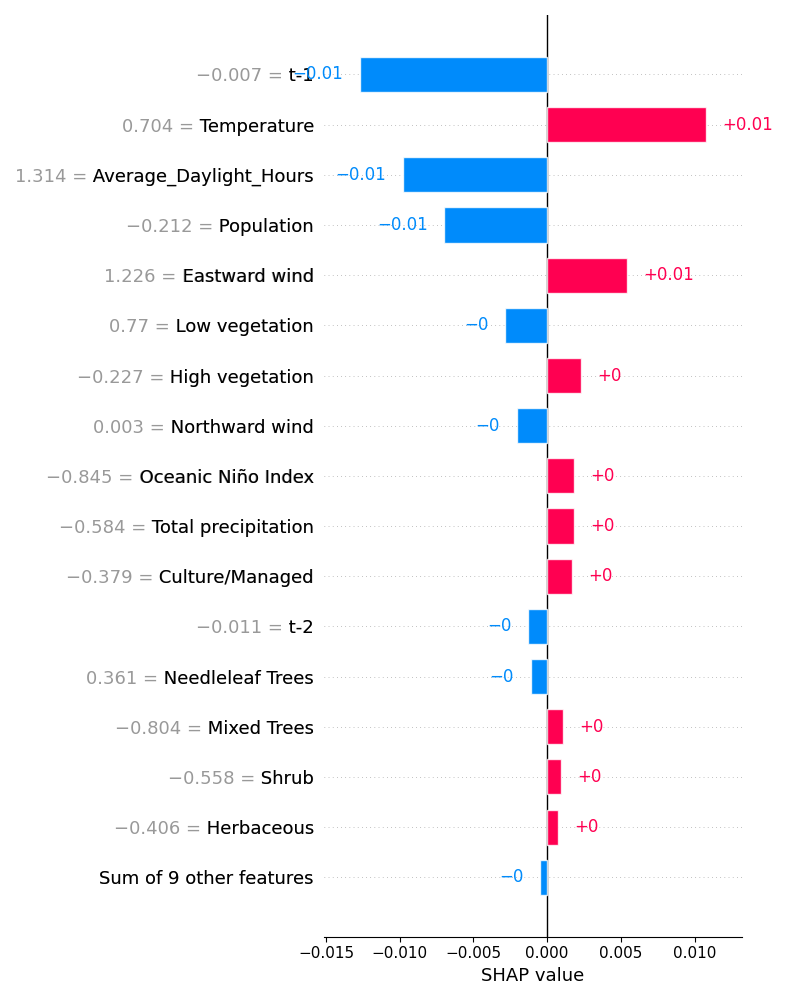 −0.007 = t-1 −0.01
0.704 = Temperature +0.01
1.314 = Average_Daylight_Hours −0.01
−0.212 = Population −0.01
1.226 = Eastward wind +0.01
0.77 = Low vegetation −0
−0.227 = High vegetation +0
0.003 = Northward wind −0
−0.845 = Oceanic Niño Index +0
−0.584 = Total precipitation +0
−0.379 = Culture/Managed +0
−0.011 = t-2 −0
0.361 = Needleleaf Trees −0
−0.804 = Mixed Trees +0
−0.558 = Shrub +0
−0.406 = Herbaceous +0
Sum of 9 other features −0
−0.015 −0.010 −0.005 0.000 0.005 0.010
SHAP value